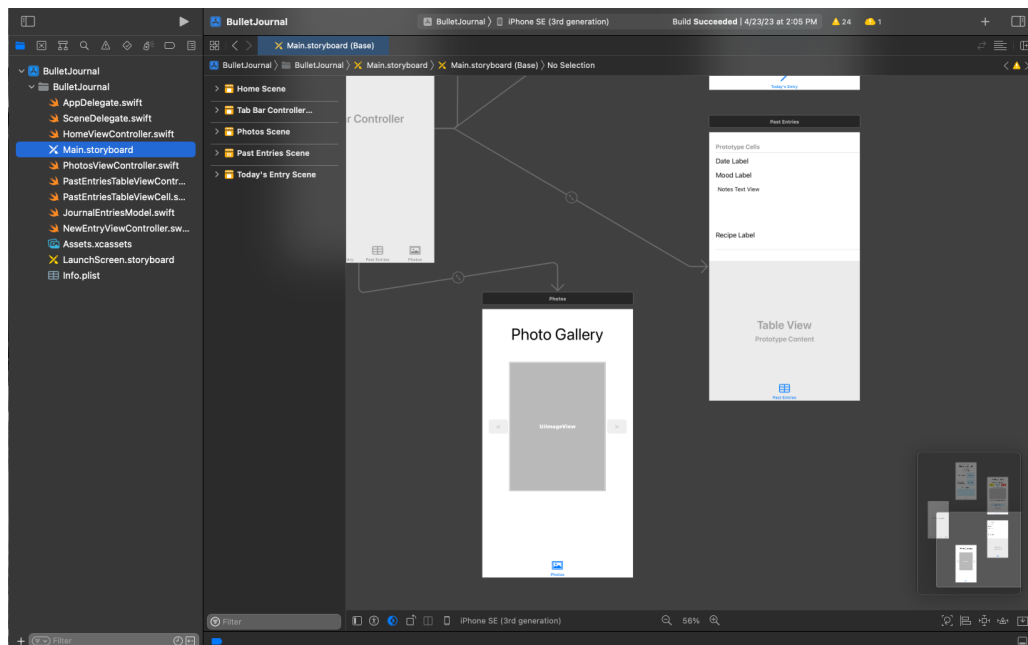 BulletJournal
BulletJournal 〉 iPhone SE (3rd generation)
Build Succeeded | 4/23/23 at 2:05 PM
24
1
Main.storyboard (Base)
BulletJournal 〉 BulletJournal 〉 Main.storyboard 〉 Main.storyboard (Base) 〉 No Selection
BulletJournal
BulletJournal
AppDelegate.swift
SceneDelegate.swift
HomeViewController.swift
Main.storyboard
PhotosViewController.swift
PastEntriesTableViewContr...
PastEntriesTableViewCell.s...
JournalEntriesModel.swift
NewEntryViewController.sw...
Assets.xcassets
LaunchScreen.storyboard
Info.plist
Filter
Home Scene
Tab Bar Controller...
Photos Scene
Past Entries Scene
Today's Entry Scene
Filter
r Controller
Past Entries
Photos
Today's Entry
Past Entries
Prototype Cells
Date Label
Mood Label
Notes Text View
Recipe Label
Table View
Prototype Content
Past Entries
Photos
Photo Gallery
<
UIImageView
>
Photos
iPhone SE (3rd generation)
56%